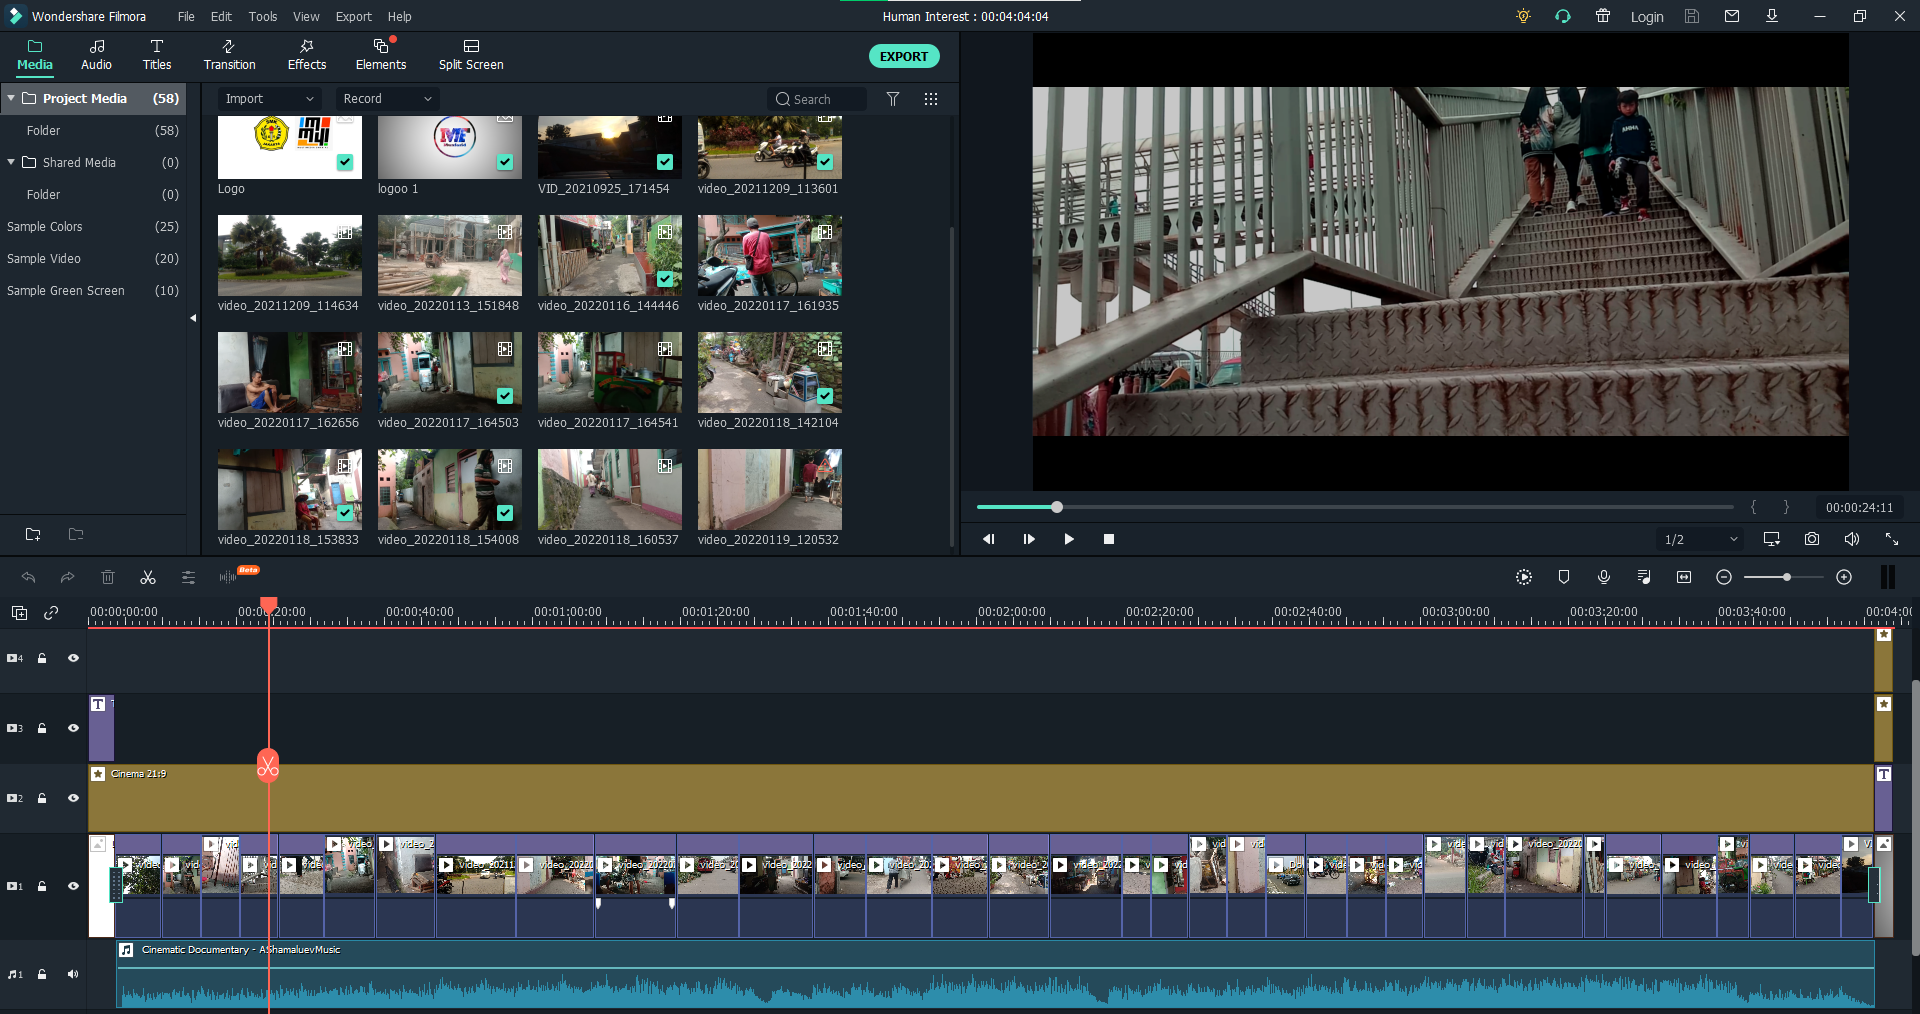 Wondershare Filmora File Edit Tools View Export Help Human Interest : 00:04:04:04 Login
Media Audio Titles Transition Effects Elements Split Screen EXPORT
Project Media (58)
Folder (58)
Shared Media (0)
Folder (0)
Sample Colors (25)
Sample Video (20)
Sample Green Screen (10)
Import Record Search
Logo logoo 1 VID_20210925_171454 video_20211209_113601
video_20211209_114634 video_20220113_151848 video_20220116_144446 video_20220117_161935
video_20220117_162656 video_20220117_164503 video_20220117_164541 video_20220118_142104
video_20220118_153833 video_20220118_154008 video_20220118_160537 video_20220119_120532
00:00:24:11
1/2
Beta
00:00:00:00 00:00:20:00 00:00:40:00 00:01:00:00 00:01:20:00 00:01:40:00 00:02:00:00 00:02:20:00 00:02:40:00 00:03:00:00 00:03:20:00 00:03:40:00 00:04:0
4
3
T
2 Cinema 21:9
T
1
1 Cinematic Documentary - AShamaluevMusic